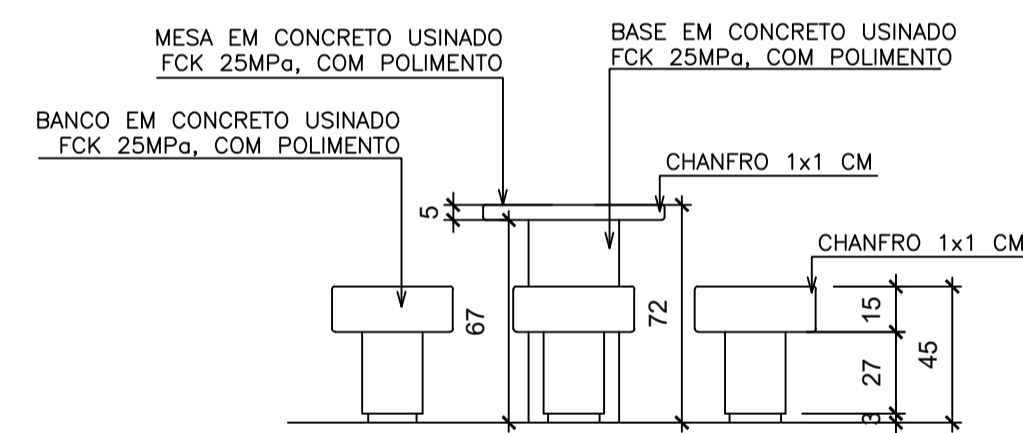 MESA EM CONCRETO USINADO
FCK 25MPa, COM POLIMENTO
BASE EM CONCRETO USINADO
FCK 25MPa, COM POLIMENTO
BANCO EM CONCRETO USINADO
FCK 25MPa, COM POLIMENTO
CHANFRO 1x1 CM
5
CHANFRO 1x1 CM
67
72
15
27
45
3